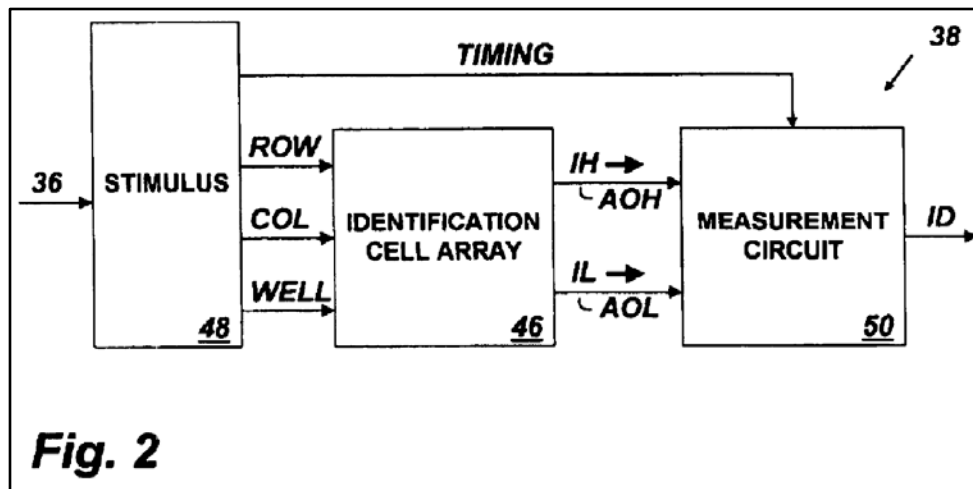 38
TIMING
36
STIMULUS
48
ROW
COL
WELL
IDENTIFICATION
CELL ARRAY
46
IH
AOH
IL
AOL
MEASUREMENT
CIRCUIT
50
ID
Fig. 2